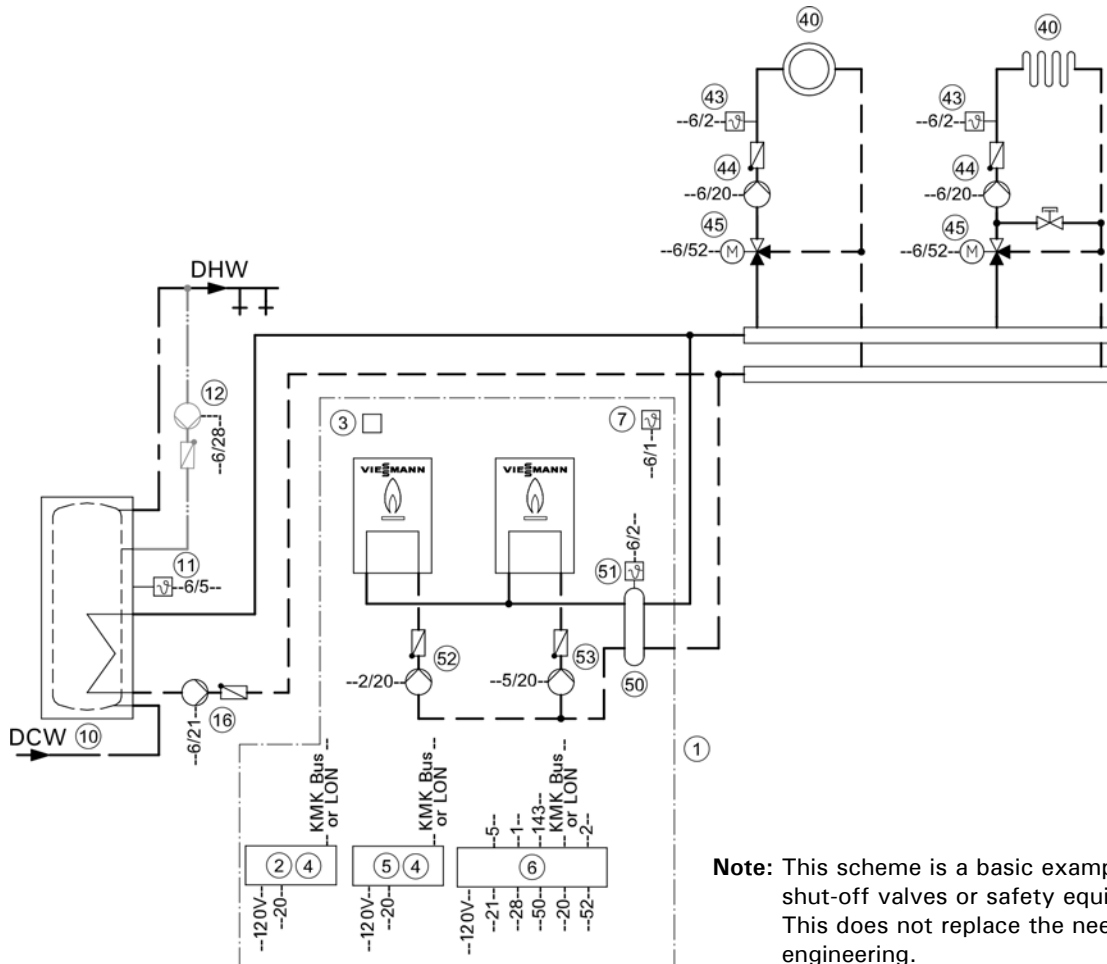 40
40
43
43
--6/2--
--6/2--
44
44
--6/20--
--6/20--
45
45
--6/52--
M
--6/52--
M
DHW
12
--6/28--
3
7
--6/1--
VIESMANN
VIESMANN
11
--6/5--
51
--6/2--
52
53
--2/20--
--5/20--
50
16
--6/21--
DCW
10
1
KMK Bus --
or LON
KMK Bus --
or LON
--5--
--1--
--143--
KMK Bus --
or LON
--2--
2 4
5 4
6
--120V--
--20--
--120V--
--20--
--120V--
--21--
--28--
--50--
--20--
--52--
Note: This scheme is a basic examp
shut-off valves or safety equi
This does not replace the nee
engineering.